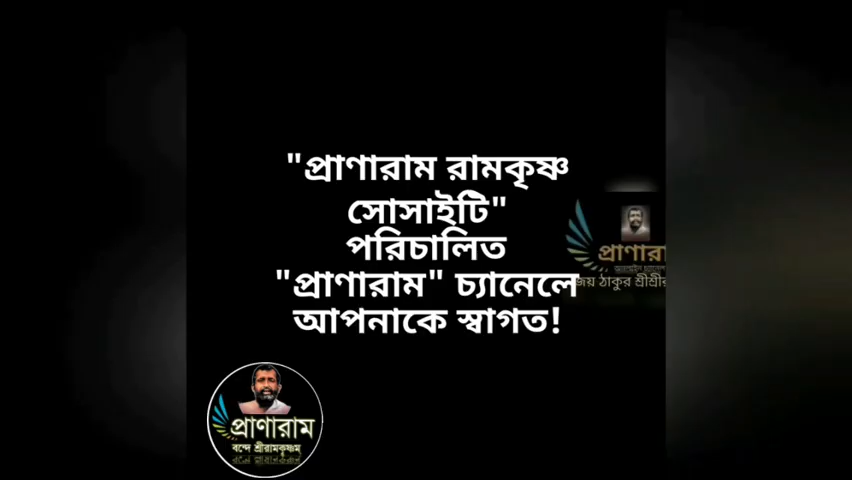 "প্রাণারাম রামকৃষ্ণ
সোসাইটি"
পরিচালিত
"প্রাণারাম" চ্যানেলে
আপনাকে স্বাগত!
প্রাণারা
জয় ঠাকুর শ্রীশ্রীরা
প্রাণারাম
বন্দে শ্রীরামকৃষ্ণম্